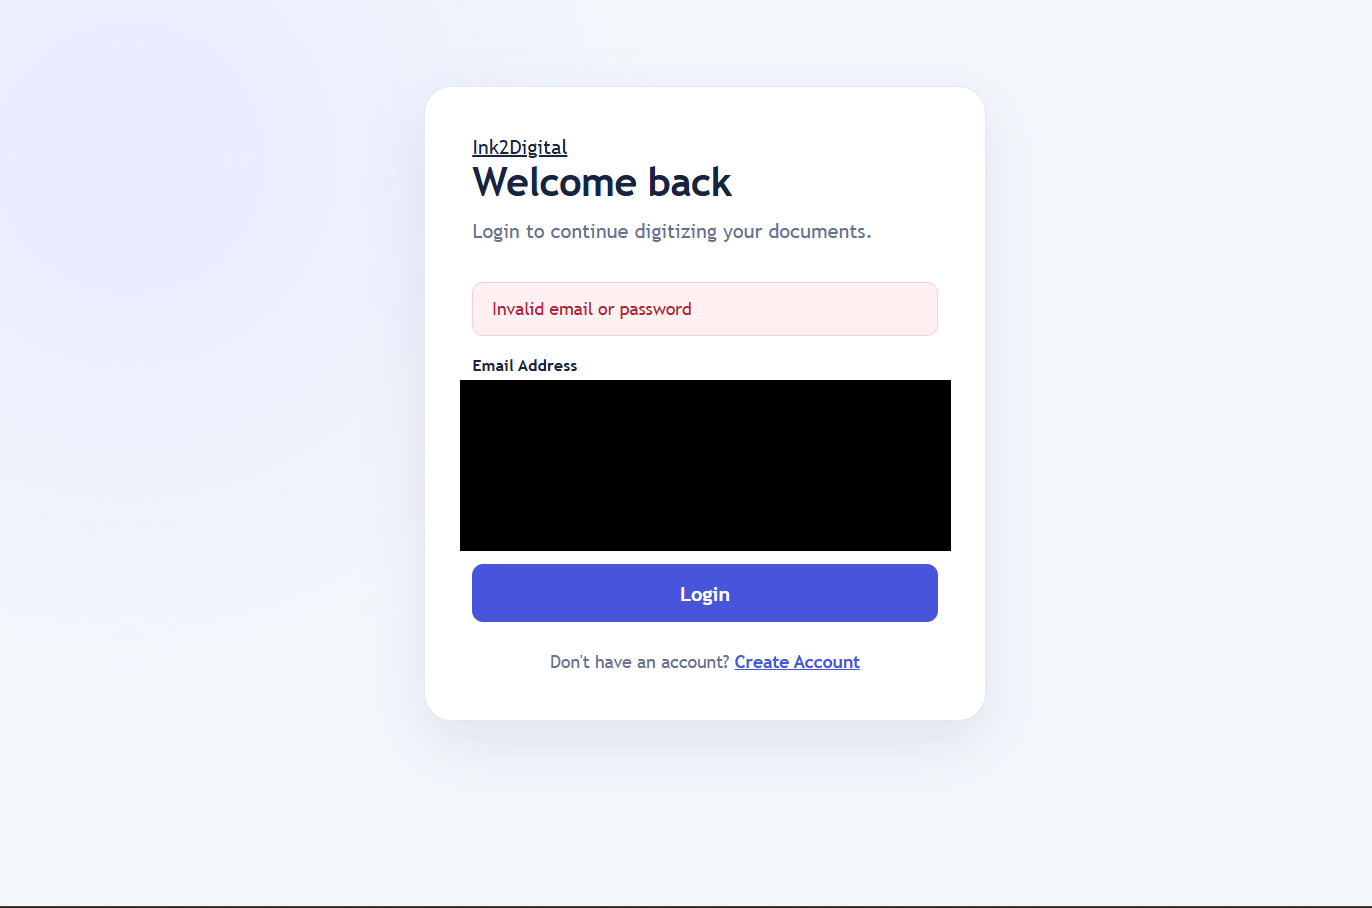 Ink2Digital
Welcome back
Login to continue digitizing your documents.
Invalid email or password
Email Address
Login
Don't have an account? Create Account